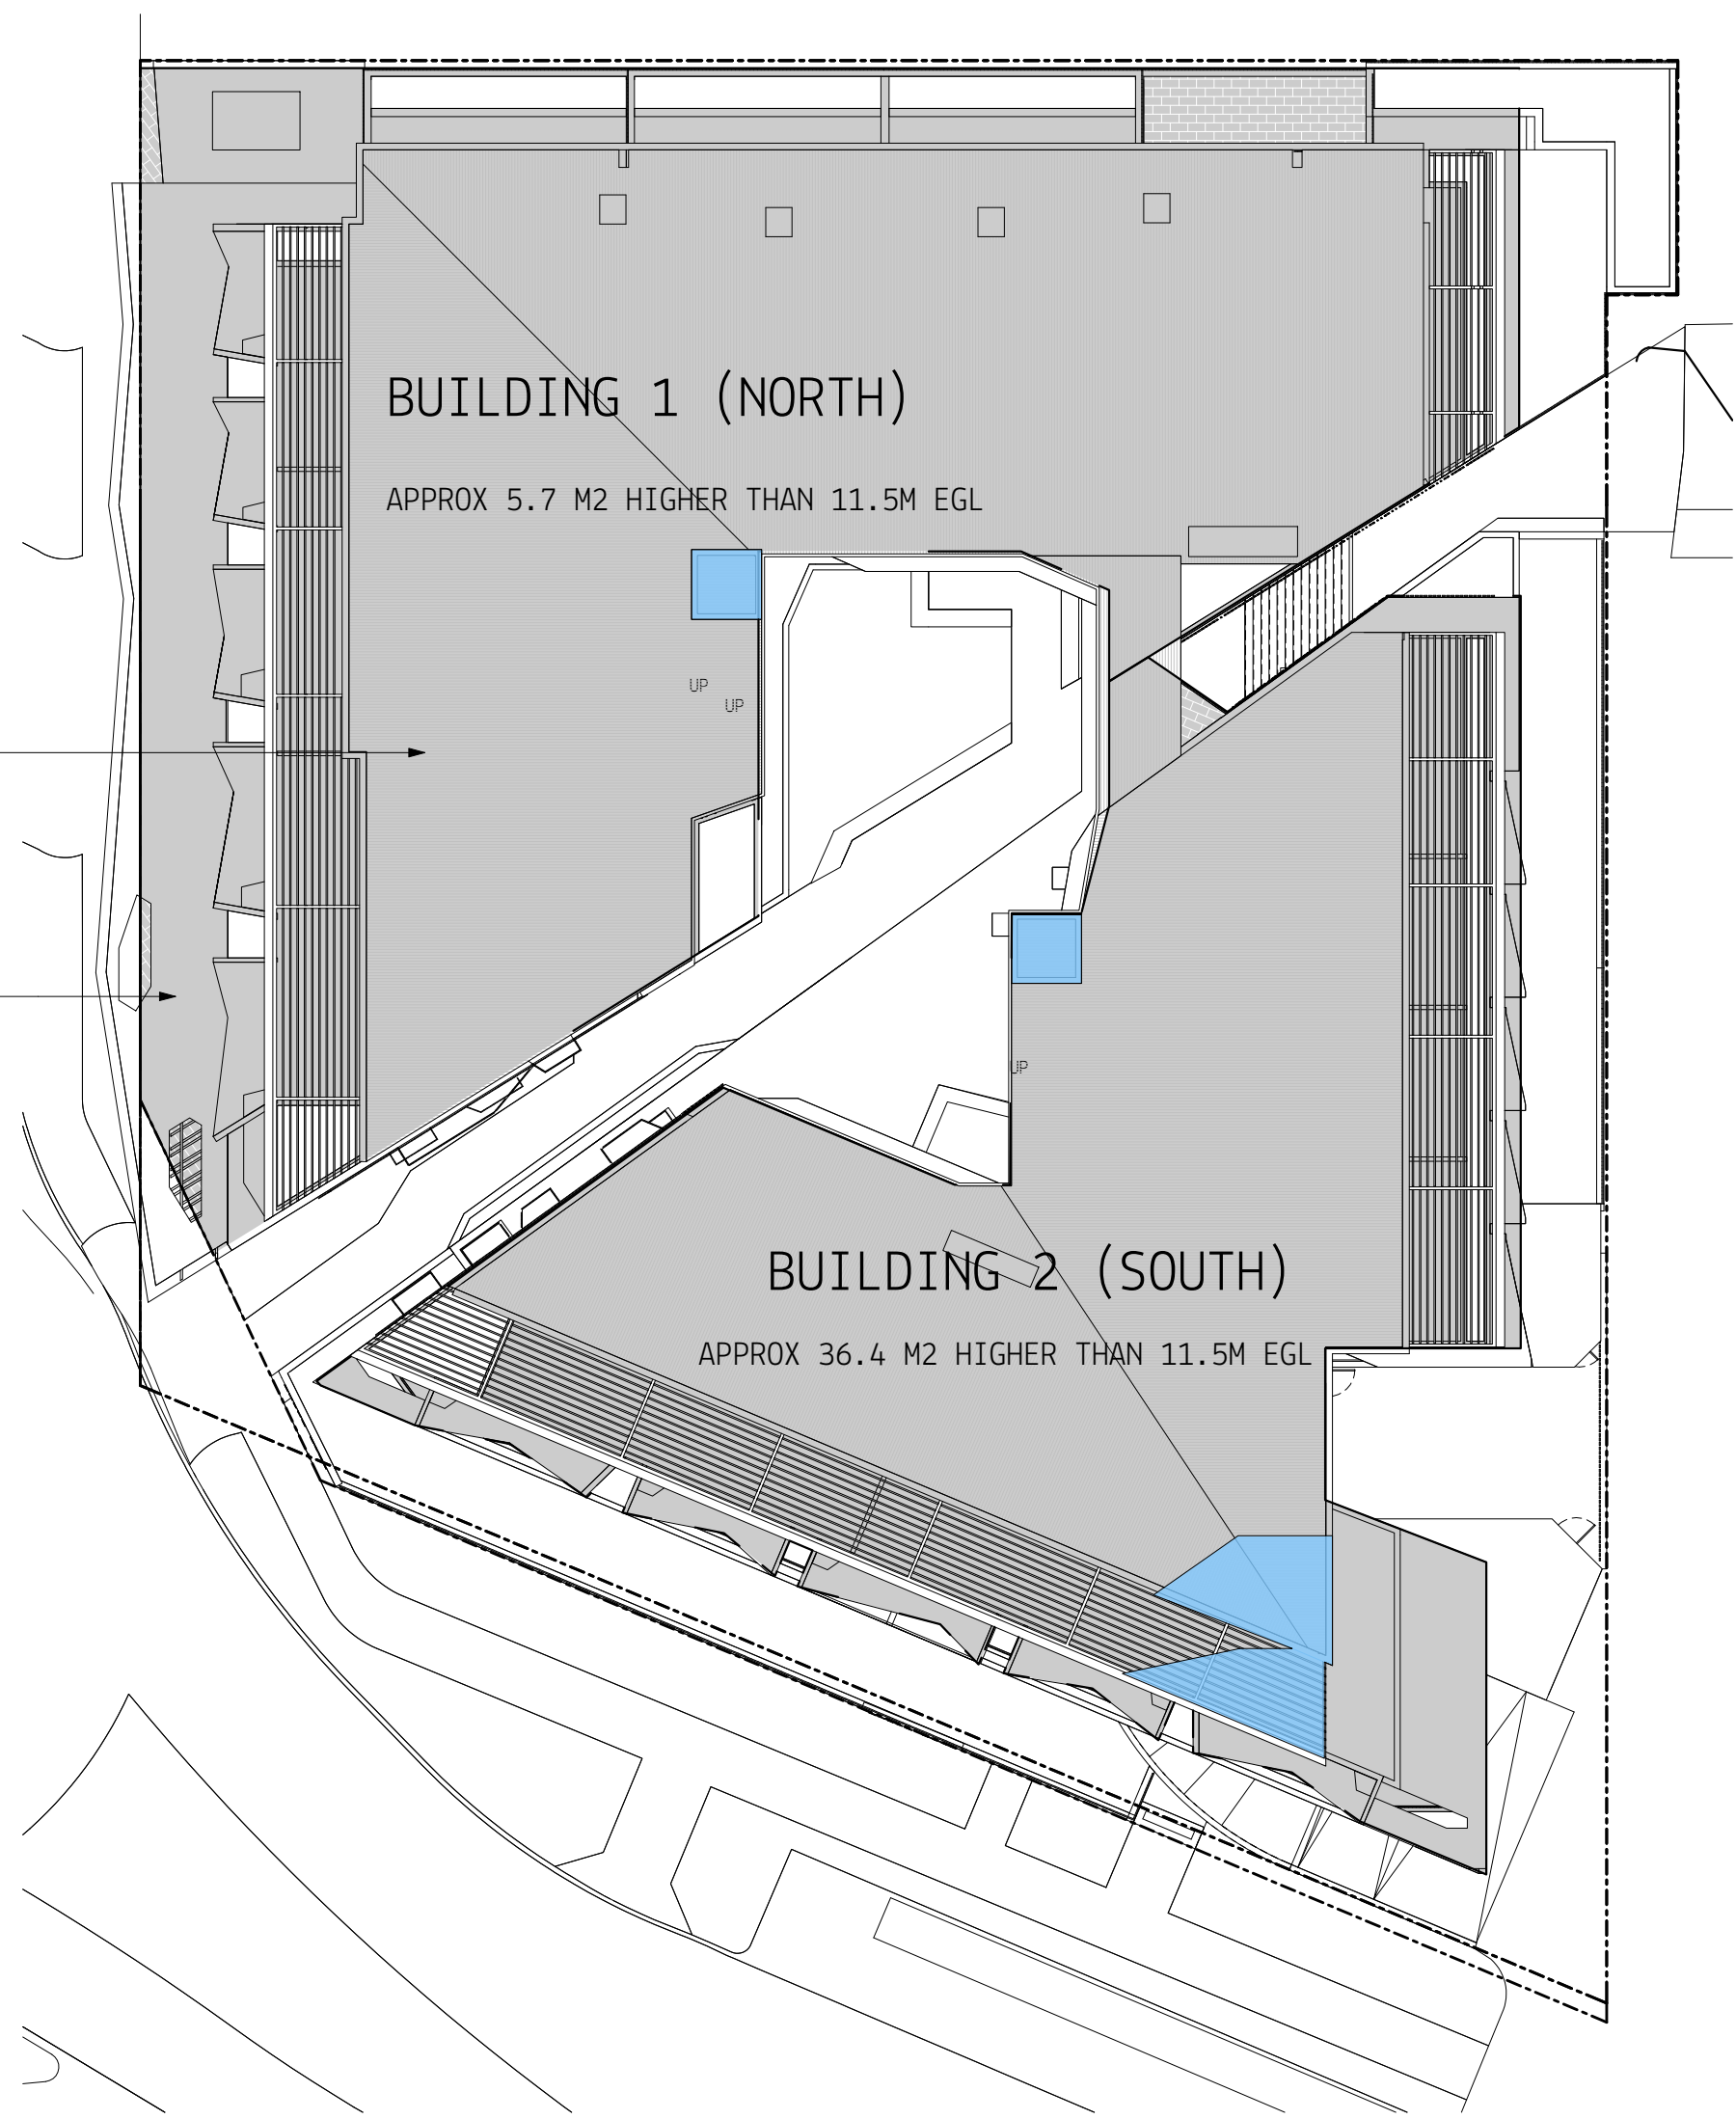 BUILDING 1 (NORTH)
APPROX 5.7 M2 HIGHER THAN 11.5M EGL
UP
UP
UP
BUILDING 2 (SOUTH)
APPROX 36.4 M2 HIGHER THAN 11.5M EGL